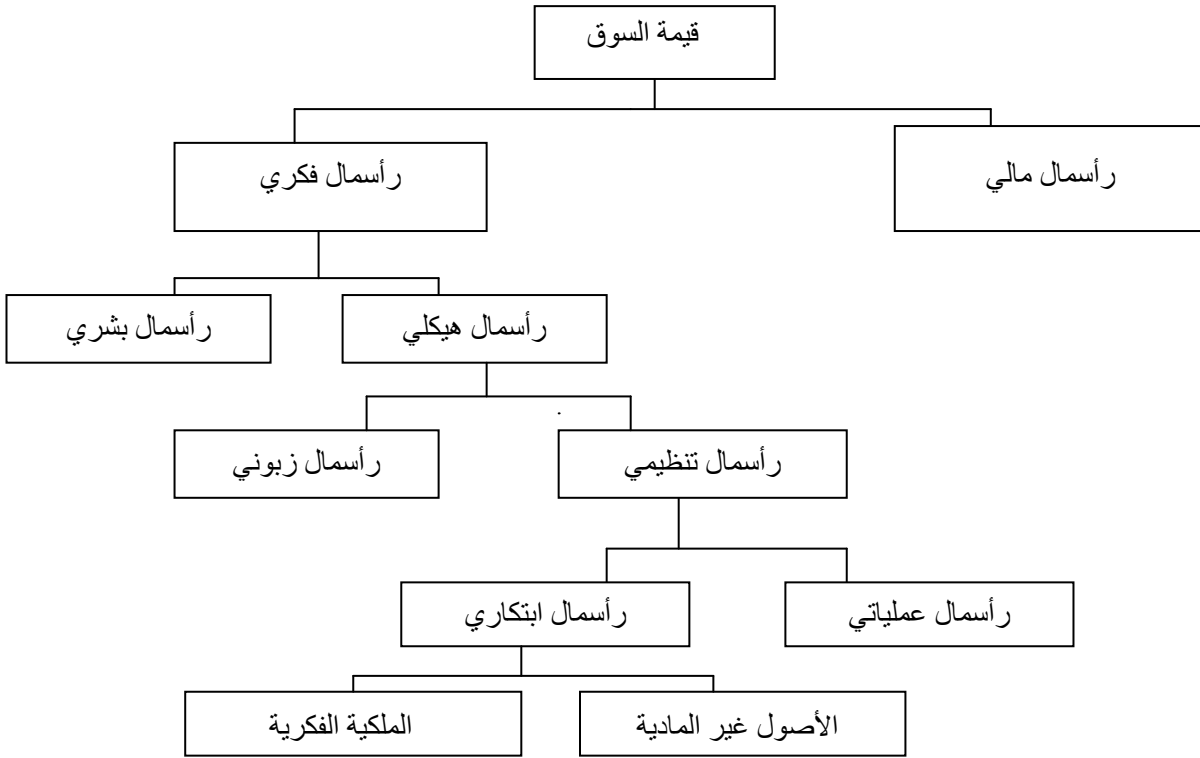 قيمة السوق
رأسمال مالي
رأسمال فكري
رأسمال هيكلي
رأسمال بشري
رأسمال تنظيمي
رأسمال زبوني
رأسمال عملياتي
رأسمال ابتكاري
الأصول غير المادية
الملكية الفكرية